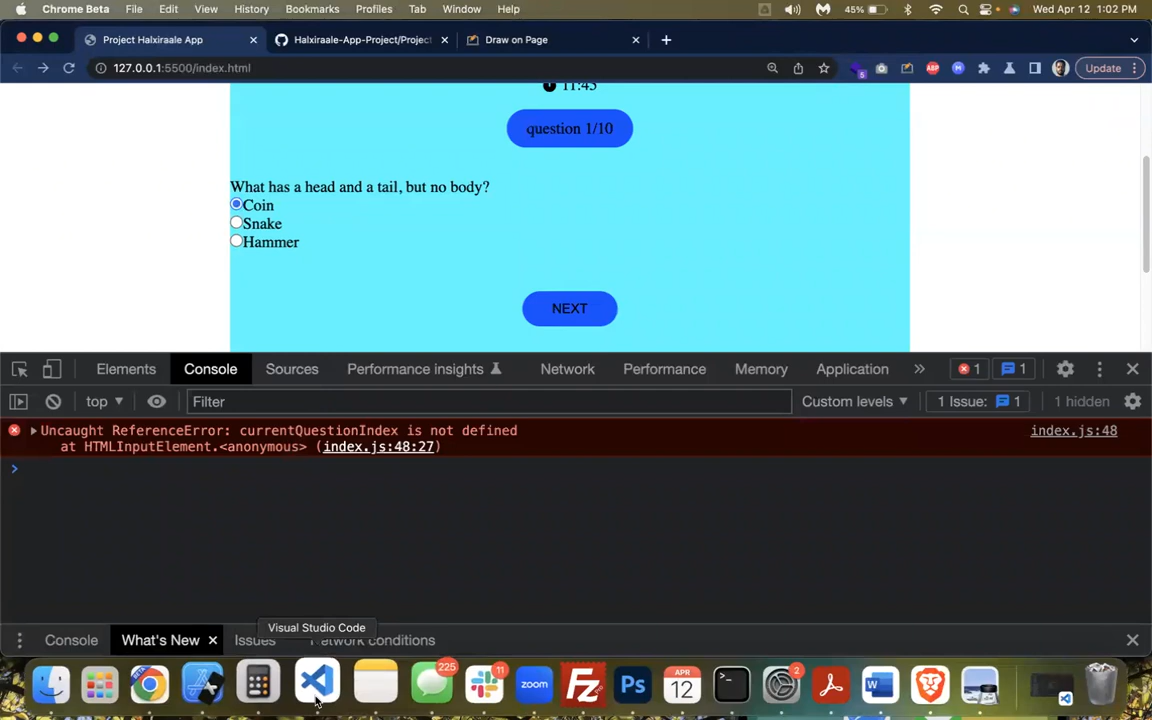 Chrome Beta File Edit View History Bookmarks Profiles Tab Window Help 45% Wed Apr 12 1:02 PM
Project Halxiraale App Halxiraale-App-Project/Project Draw on Page
127.0.0.1:5500/index.html 5 ABP M Update
11:45
question 1/10
What has a head and a tail, but no body?
Coin
Snake
Hammer
NEXT
Elements Console Sources Performance insights Network Performance Memory Application 1 1
top Filter Custom levels 1 Issue: 1 1 hidden
Uncaught ReferenceError: currentQuestionIndex is not defined index.js:48
at HTMLInputElement.<anonymous> (index.js:48:27)
Visual Studio Code
Console What's New Issues etwork conditions
225 11 zoom Fz Ps APR 12 2 W